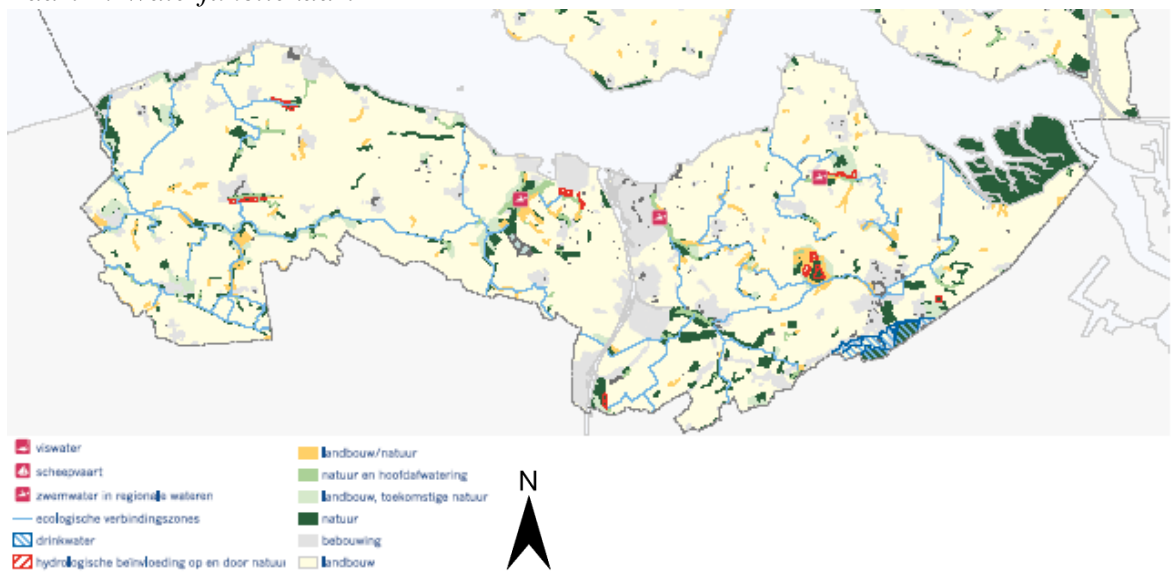 viswater
scheepvaart
zwemwater in regionale wateren
ecologische verbindingszones
drinkwater
hydrologische beïnvloeding op en door natuur
landbouw/natuur
natuur en hoofdafwatering
landbouw, toekomstige natuur
natuur
bebouwing
landbouw
N